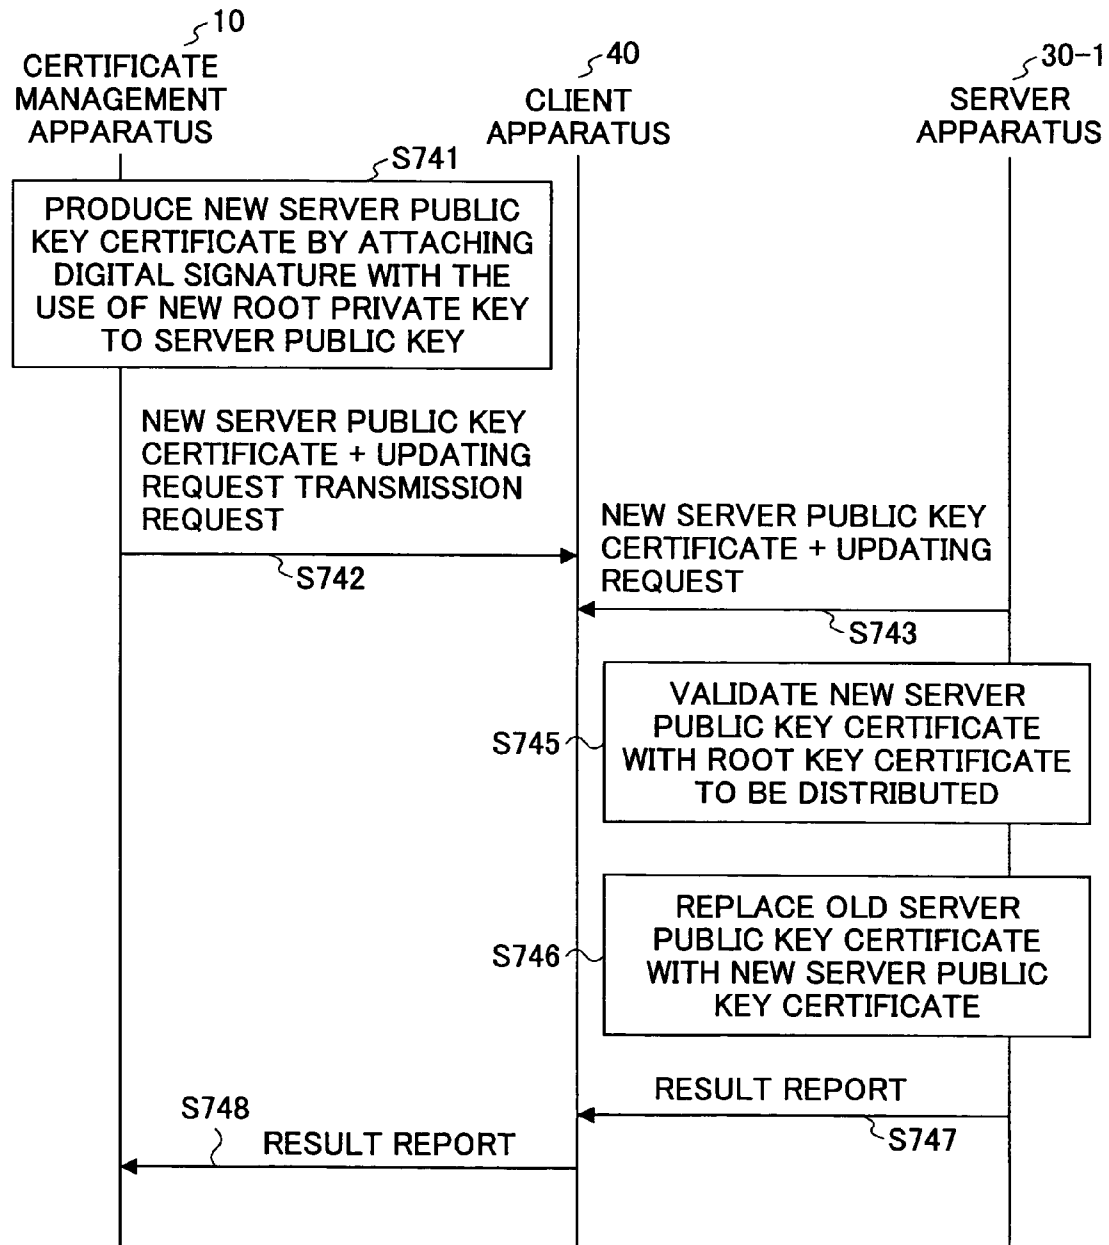 10
CERTIFICATE
MANAGEMENT
APPARATUS
40
CLIENT
APPARATUS
30-1
SERVER
APPARATUS
S741
PRODUCE NEW SERVER PUBLIC
KEY CERTIFICATE BY ATTACHING
DIGITAL SIGNATURE WITH THE
USE OF NEW ROOT PRIVATE KEY
TO SERVER PUBLIC KEY
NEW SERVER PUBLIC KEY
CERTIFICATE + UPDATING
REQUEST TRANSMISSION
REQUEST
S742
NEW SERVER PUBLIC KEY
CERTIFICATE + UPDATING
REQUEST
S743
S745
VALIDATE NEW SERVER
PUBLIC KEY CERTIFICATE
WITH ROOT KEY CERTIFICATE
TO BE DISTRIBUTED
S746
REPLACE OLD SERVER
PUBLIC KEY CERTIFICATE
WITH NEW SERVER PUBLIC
KEY CERTIFICATE
RESULT REPORT
S747
S748
RESULT REPORT